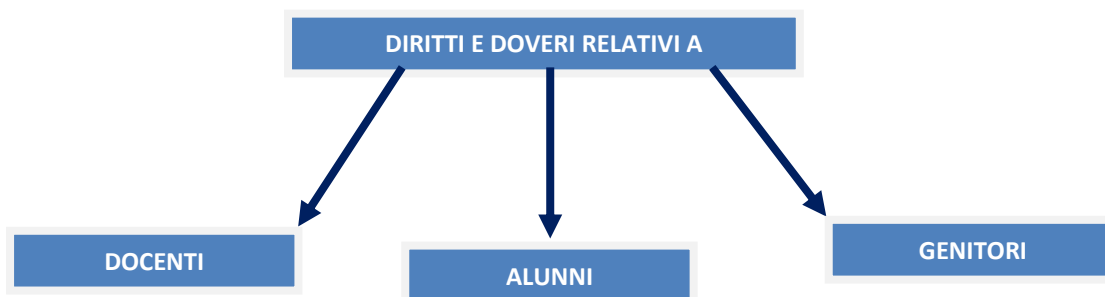 DIRITTI E DOVERI RELATIVI A
DOCENTI
ALUNNI
GENITORI